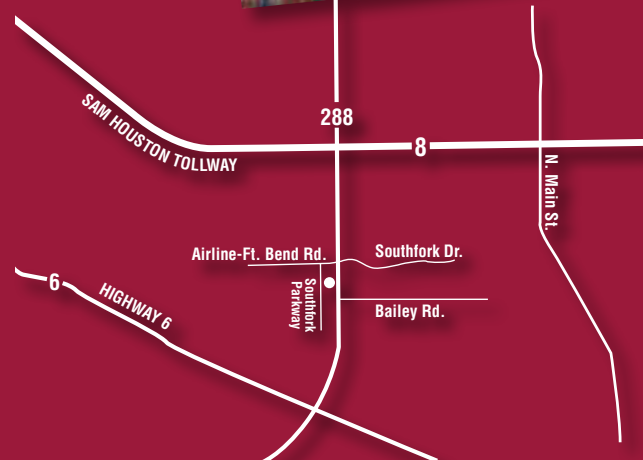 288
8
SAM HOUSTON TOLLWAY
N. Main St.
Airline-Ft. Bend Rd.
Southfork Dr.
6
HIGHWAY 6
Southfork
Parkway
Bailey Rd.